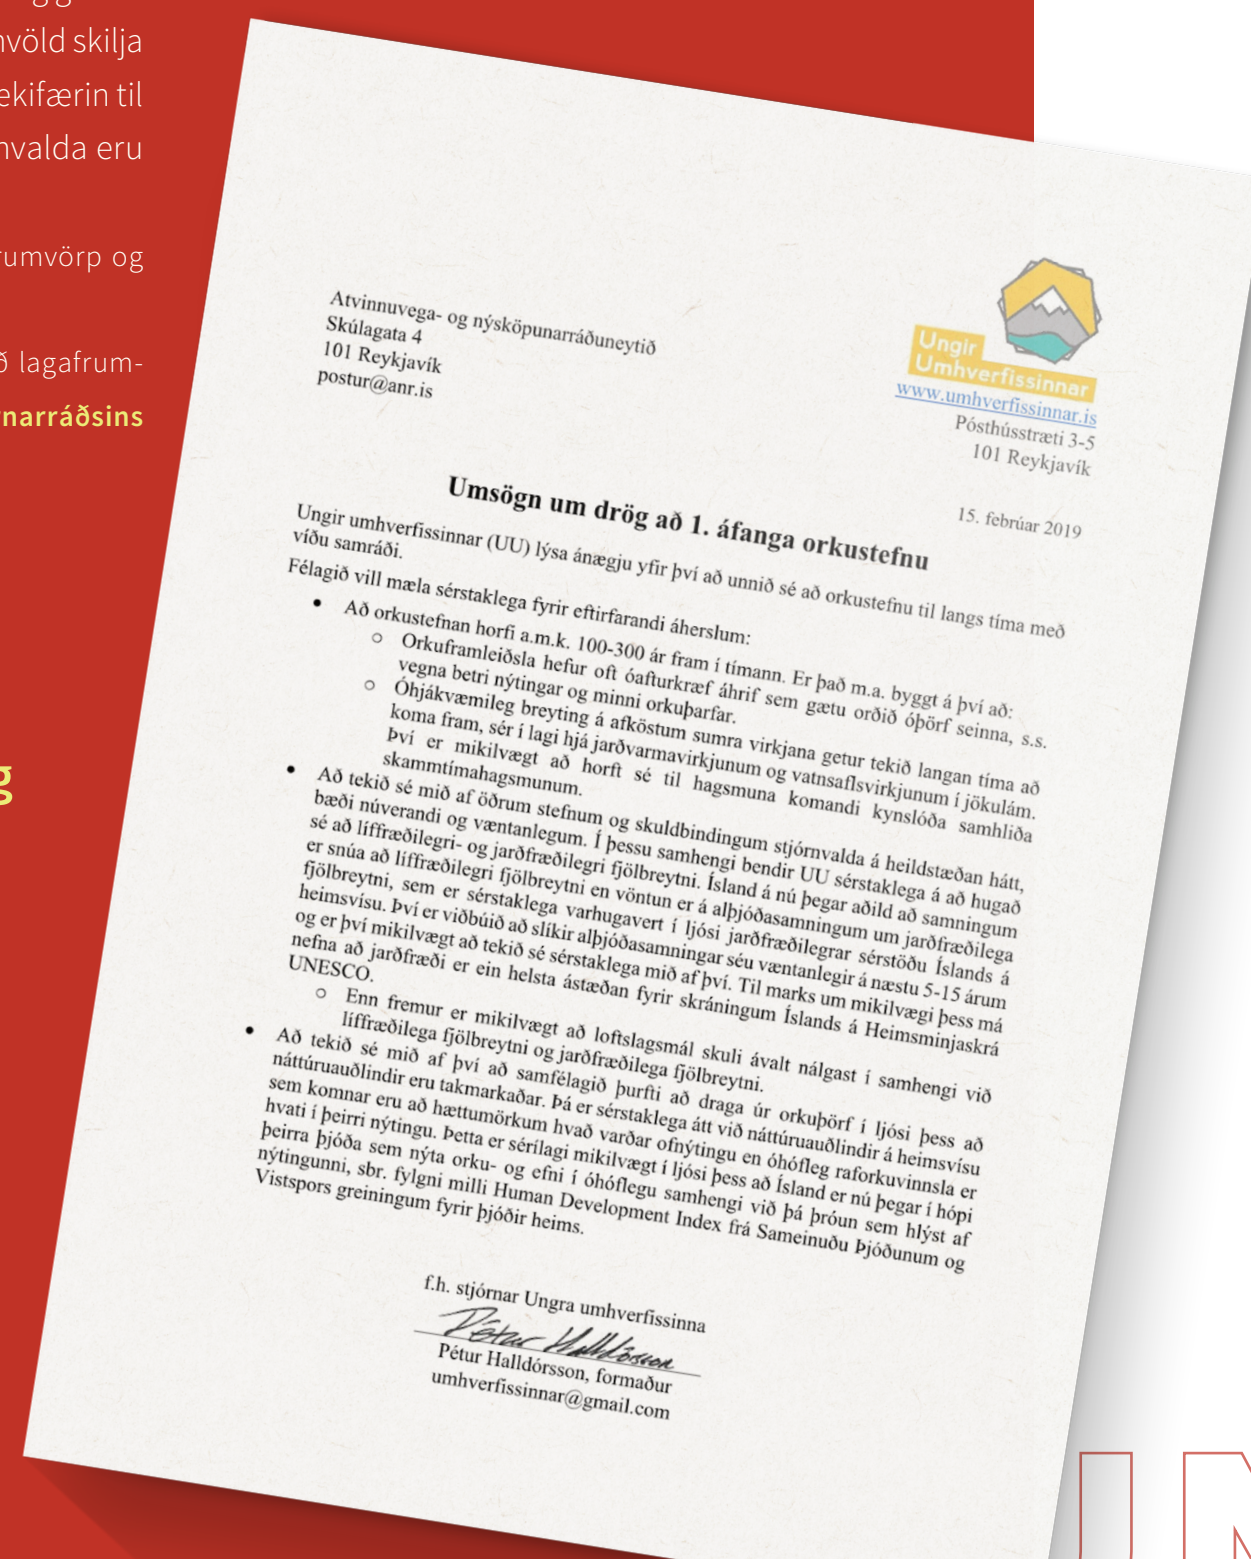 völd skilja
ekifærin til
valda eru
rumvörp og
ð lagafrum-
narráðsins
g
Atvinnuvega- og nýsköpunarráðuneytið
Skúlagata 4
101 Reykjavík
postur@anr.is
Ungir
Umhverfissinnar
www.umhverfissinnar.is
Pósthússtræti 3-5
101 Reykjavík
15. febrúar 2019
Umsögn um drög að 1. áfanga orkustefnu
Ungir umhverfissinnar (UU) lýsa ánægju yfir því að unnið sé að orkustefnu til langs tíma með
víðu samráði.
Félagið vill mæla sérstaklega fyrir eftirfarandi áherslum:
• Að orkustefnan horfi a.m.k. 100-300 ár fram í tímann. Er það m.a. byggt á því að:
o Orkuframleiðsla hefur oft óafturkræf áhrif sem gætu orðið óþörf seinna, s.s.
vegna betri nýtingar og minni orkuþarfar.
o Óhjákvæmileg breyting á afköstum sumra virkjana getur tekið langan tíma að
koma fram, sér í lagi hjá jarðvarmavirkjunum og vatnsaflsvirkjunum í jökulám.
Því er mikilvægt að horft sé til hagsmuna komandi kynslóða samhliða
skammtímahagsmunum.
• Að tekið sé mið af öðrum stefnum og skuldbindingum stjórnvalda á heildstæðan hátt,
bæði núverandi og væntanlegum. Í þessu samhengi bendir UU sérstaklega á að hugað
sé að líffræðilegri- og jarðfræðilegri fjölbreytni. Ísland á nú þegar aðild að samningum
er snúa að líffræðilegri fjölbreytni en vöntun er á alþjóðasamningum um jarðfræðilega
fjölbreytni, sem er sérstaklega varhugavert í ljósi jarðfræðilegrar sérstöðu Íslands á
heimsvísu. Því er viðbúið að slíkir alþjóðasamningar séu væntanlegir á næstu 5-15 árum
og er því mikilvægt að tekið sé sérstaklega mið af því. Til marks um mikilvægi þess má
nefna að jarðfræði er ein helsta ástæðan fyrir skráningum Íslands á Heimsminjaskrá
UNESCO.
o Enn fremur er mikilvægt að loftslagsmál skuli ávalt nálgast í samhengi við
líffræðilega fjölbreytni og jarðfræðilega fjölbreytni.
• Að tekið sé mið af því að samfélagið þurfti að draga úr orkuþörf í ljósi þess að
náttúruauðlindir eru takmarkaðar. Þá er sérstaklega átt við náttúruauðlindir á heimsvísu
sem komnar eru að hættumörkum hvað varðar ofnýtingu en óhófleg raforkuvinnsla er
hvati í þeirri nýtingu. Þetta er sérílagi mikilvægt í ljósi þess að Ísland er nú þegar í hópi
þeirra þjóða sem nýta orku- og efni í óhóflegu samhengi við þá þróun sem hlýst af
nýtingunni, sbr. fylgni milli Human Development Index frá Sameinuðu Þjóðunum og
Vistspors greiningum fyrir þjóðir heims.
f.h. stjórnar Ungra umhverfissinna
Pétur Halldórsson
Pétur Halldórsson, formaður
umhverfissinnar@gmail.com